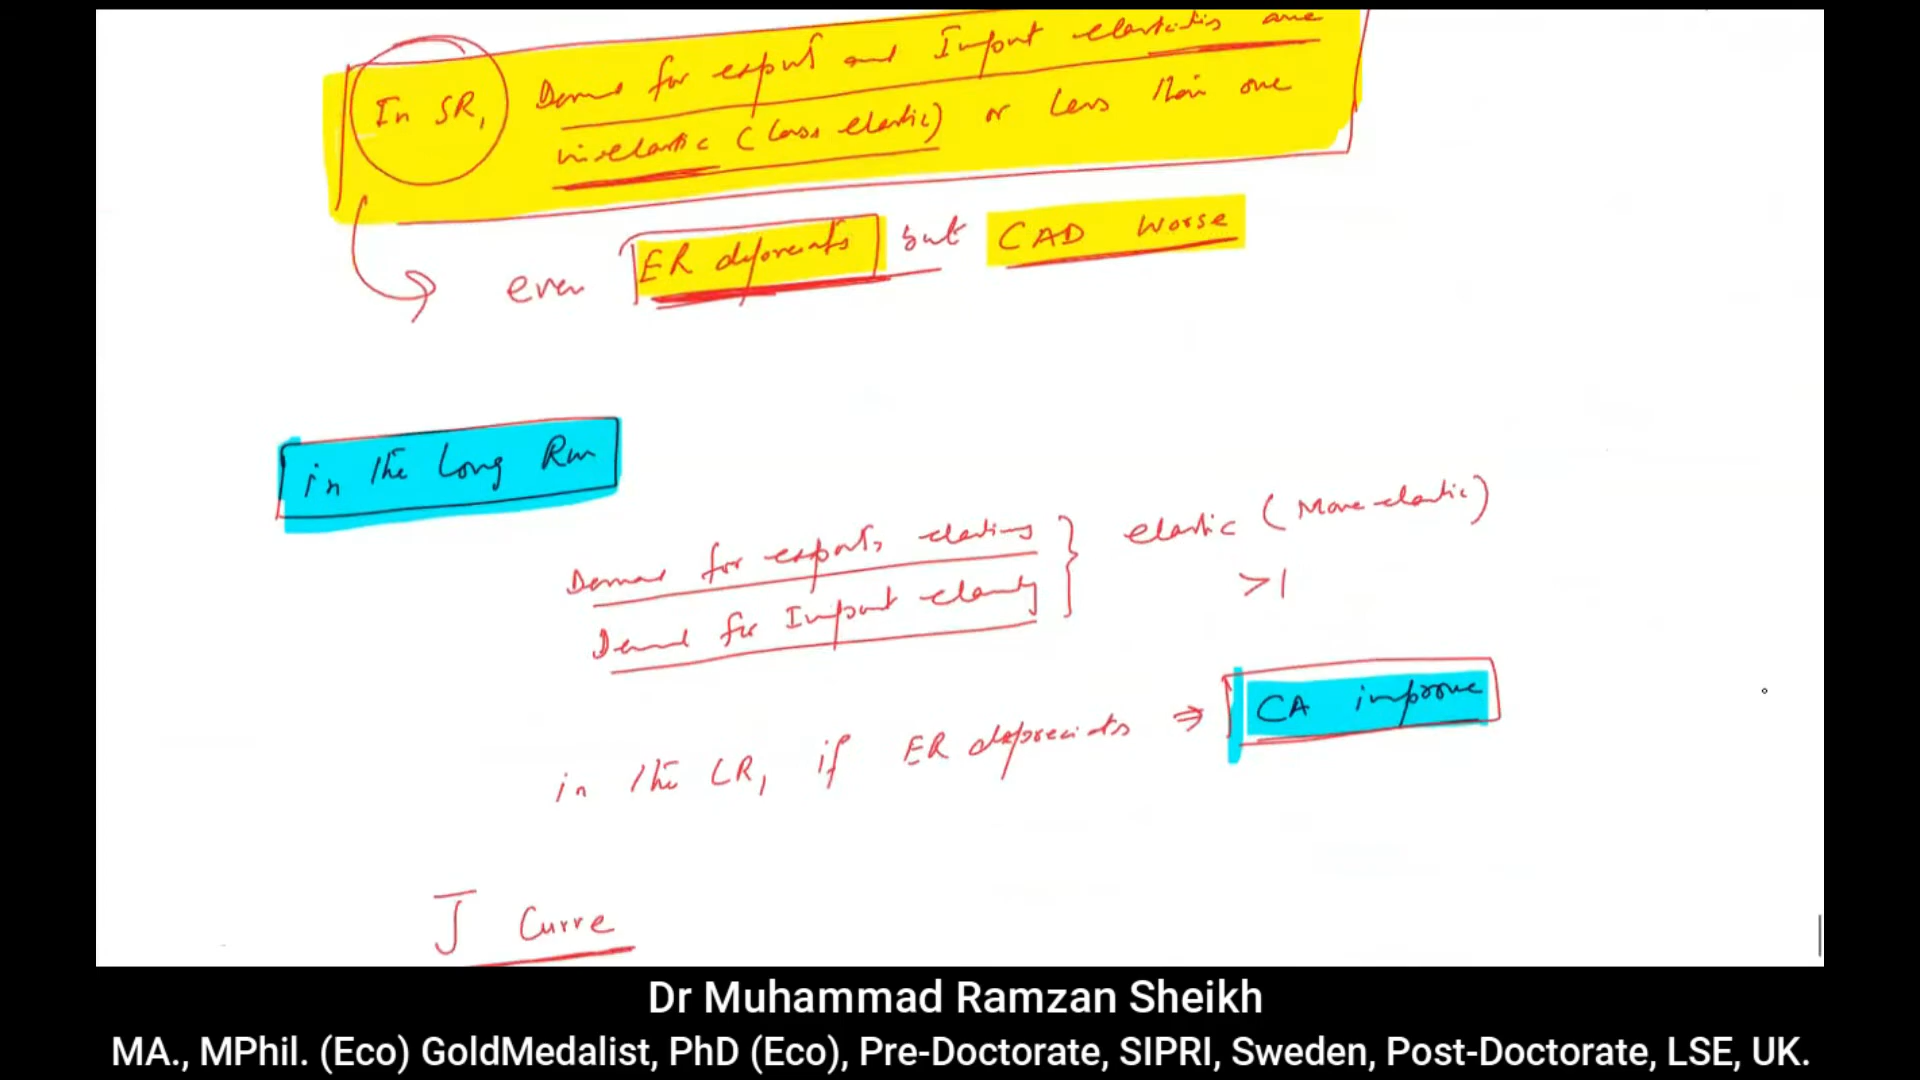 In SR, Demand for export and Import elasticities are
inelastic (Less elastic) or less than one
even ER depreciates but CAD Worse
in the Long Run
Demand for exports elasticity
Demand for Import elasticity
elastic (More elastic)
>1
in the LR, if ER depreciates ⇒ CA improve
J Curve
Dr Muhammad Ramzan Sheikh
MA., MPhil. (Eco) GoldMedalist, PhD (Eco), Pre-Doctorate, SIPRI, Sweden, Post-Doctorate, LSE, UK.